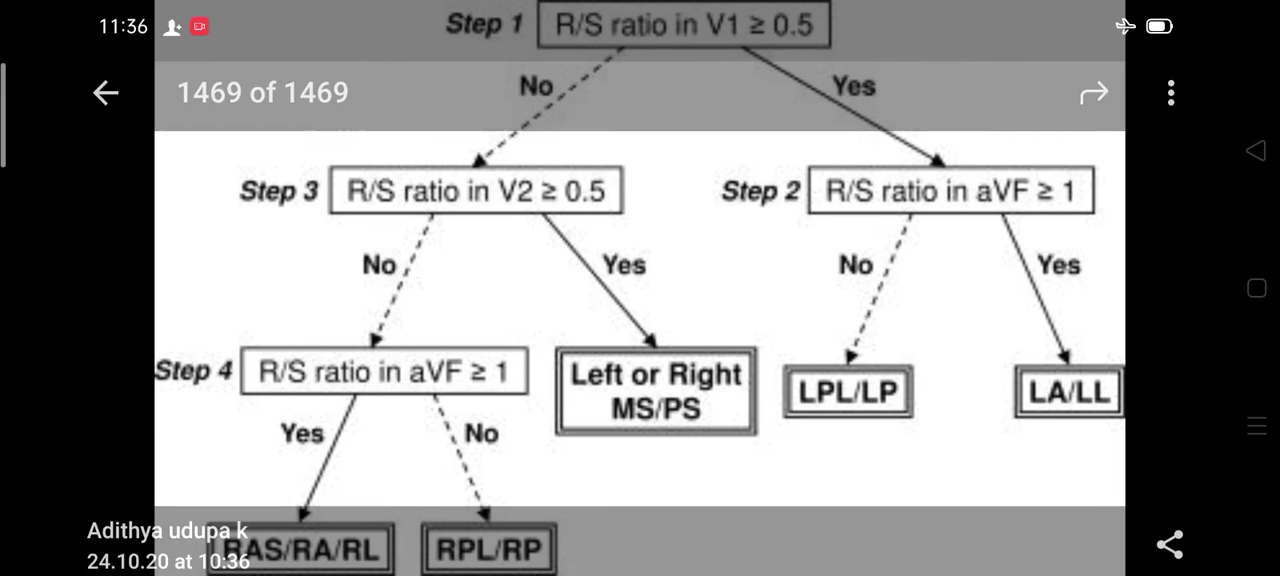 11:36
Step 1 R/S ratio in V1 ≥ 0.5
1469 of 1469
No
Yes
Step 3 R/S ratio in V2 ≥ 0.5
Step 2 R/S ratio in aVF ≥ 1
No
Yes
No
Yes
Step 4 R/S ratio in aVF ≥ 1
Left or Right
MS/PS
LPL/LP
LA/LL
Yes
No
Adithya udupa k
24.10.20 at 10:36
RAS/RA/RL
RPL/RP